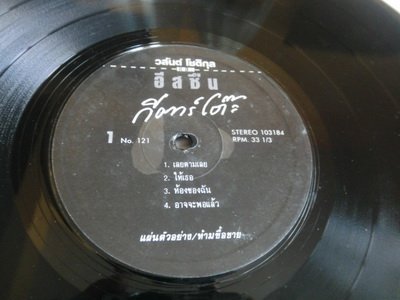 วสันต์ โชติกุล
อีสซึ่น
กีตาร์โต๊ะ
1 No. 121
STEREO 103184
RPM. 33 1/3
1. เลยตามเลย
2. ให้เธอ
3. ห้องของฉัน
4. อาจจะพอแล้ว
แผ่นตัวอย่าง/ห้ามซื้อขาย